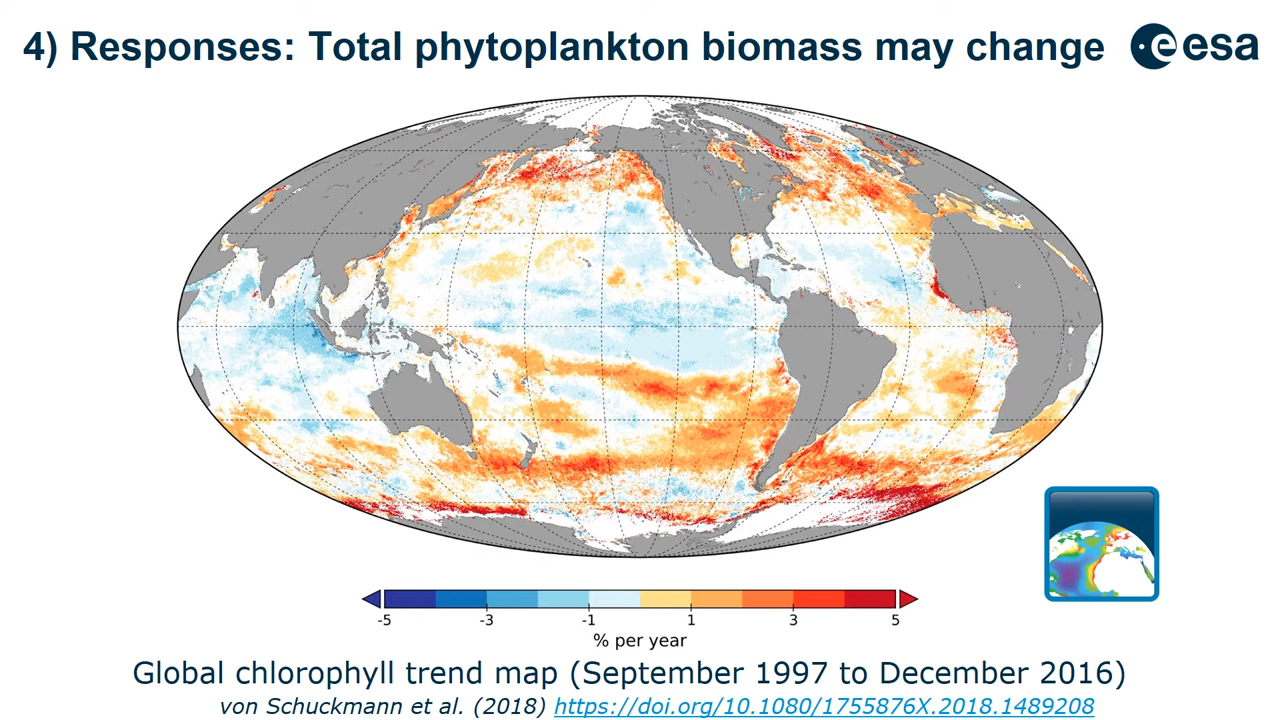 4) Responses: Total phytoplankton biomass may change
esa
-5 -3 -1 1 3 5
% per year
Global chlorophyll trend map (September 1997 to December 2016)
von Schuckmann et al. (2018) https://doi.org/10.1080/1755876X.2018.1489208